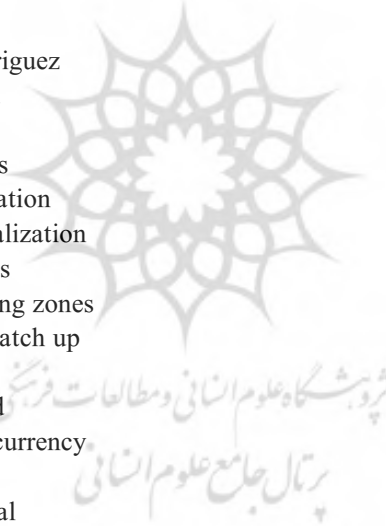 riguez
s
ation
alization
s
ng zones
atch up
پژوهشگاه علوم انسانی و مطالعات فرهنگی
d
currency
پرتال جامع علوم انسانی
al